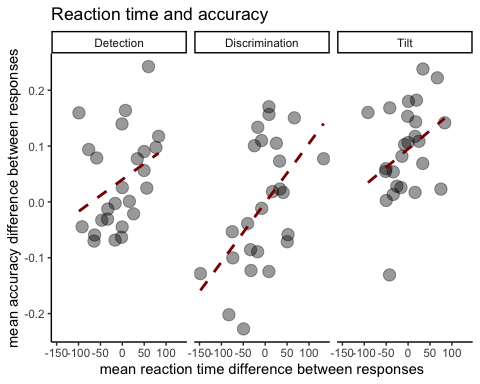 Reaction time and accuracy
Detection Discrimination Tilt
mean accuracy difference between responses
0.2
0.1
0.0
-0.1
-0.2
-150 -100 -50 0 50 100 -150 -100 -50 0 50 100 -150 -100 -50 0 50 100
mean reaction time difference between responses